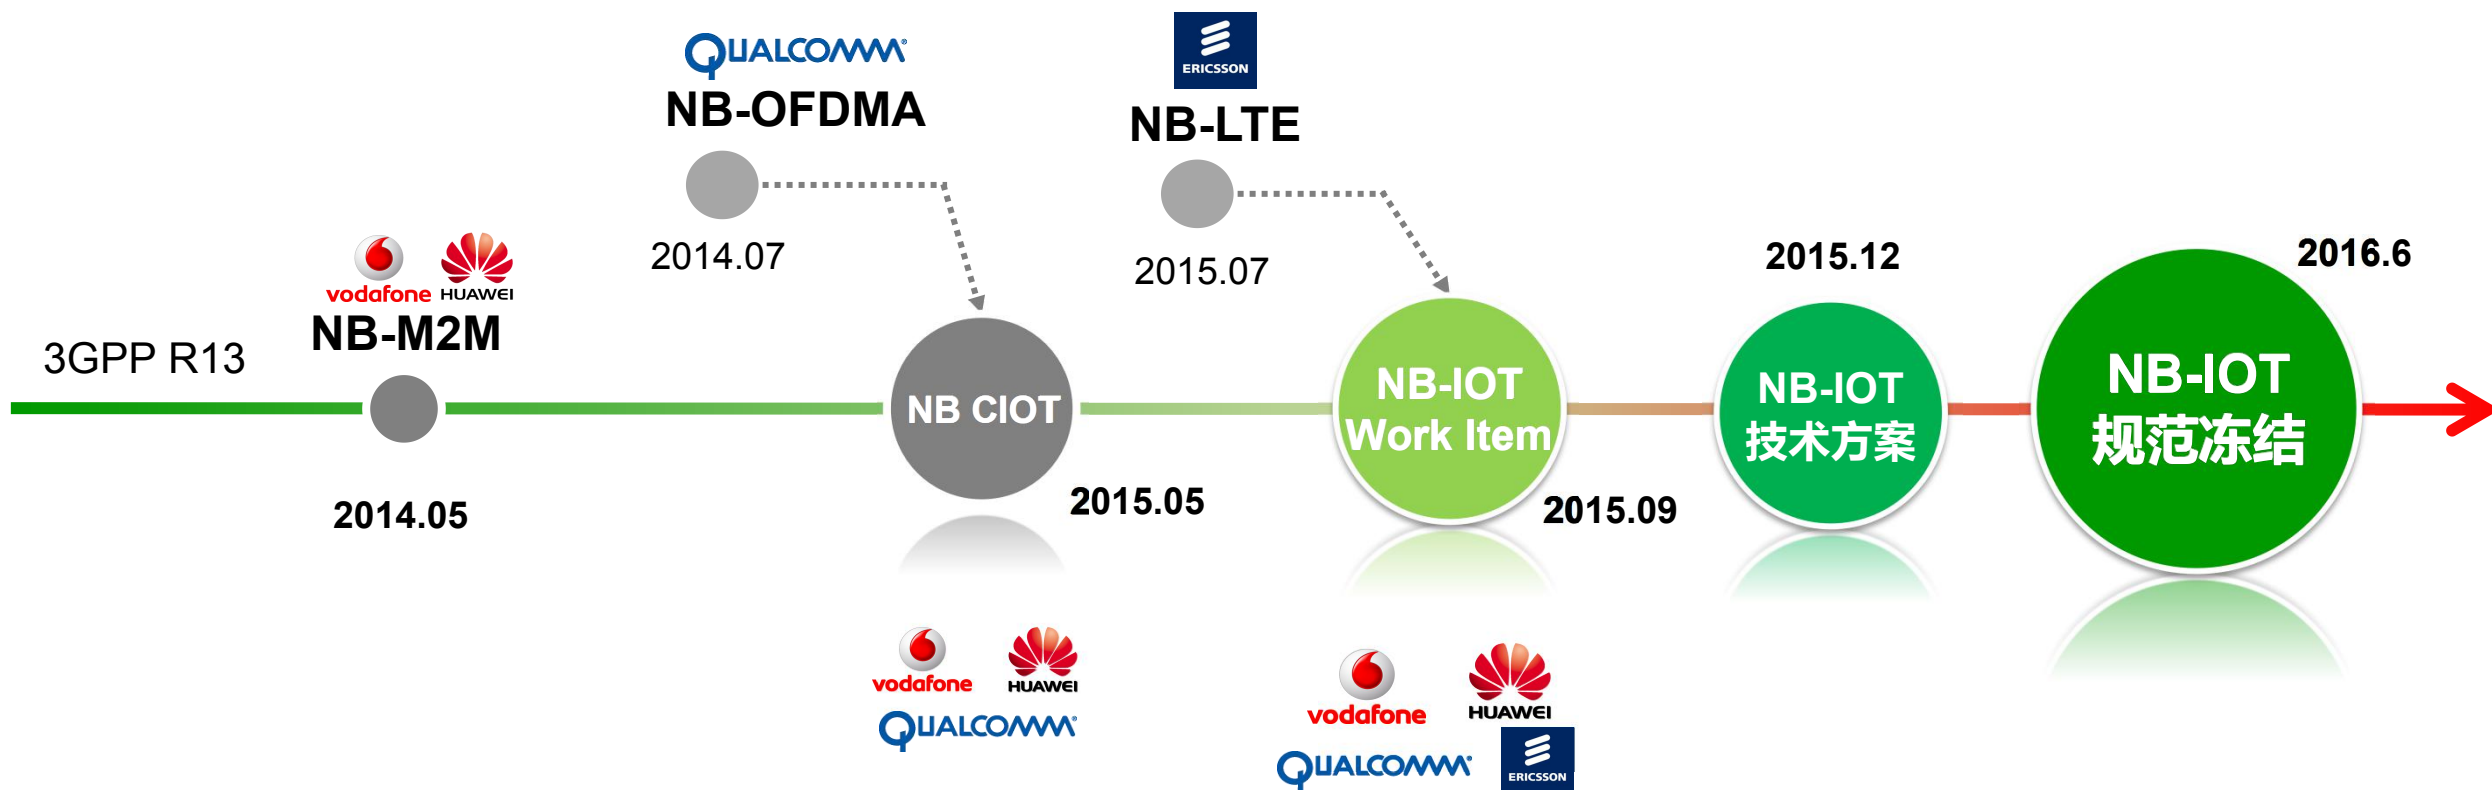 QUALCOMM®
NB-OFDMA
2014.07
ERICSSON
NB-LTE
2015.07
vodafone
HUAWEI
NB-M2M
2014.05
3GPP R13
NB CIOT
2015.05
NB-IOT
Work Item
2015.09
2015.12
NB-IOT
技术方案
2016.6
NB-IOT
规范冻结
vodafone
HUAWEI
QUALCOMM®
vodafone
HUAWEI
QUALCOMM®
ERICSSON